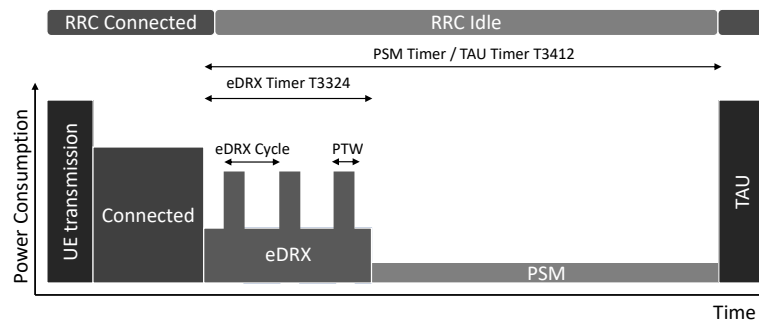 RRC Connected
RRC Idle
PSM Timer / TAU Timer T3412
eDRX Timer T3324
eDRX Cycle
PTW
Power Consumption
UE transmission
Connected
eDRX
PSM
TAU
Time